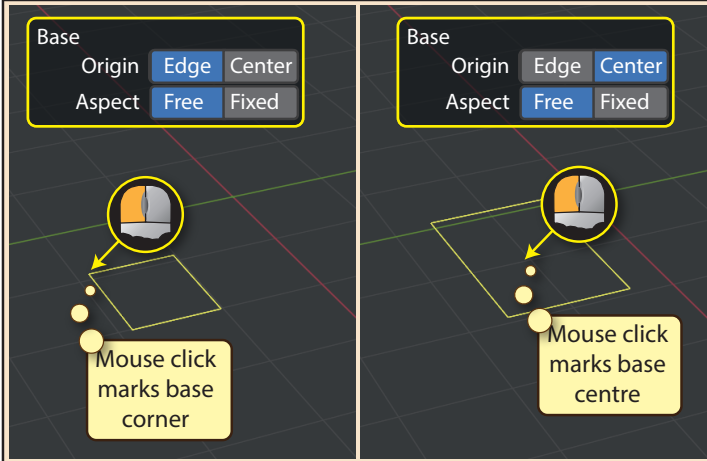 Base
Origin Edge Center
Aspect Free Fixed
Mouse click
marks base
corner
Base
Origin Edge Center
Aspect Free Fixed
Mouse click
marks base
centre